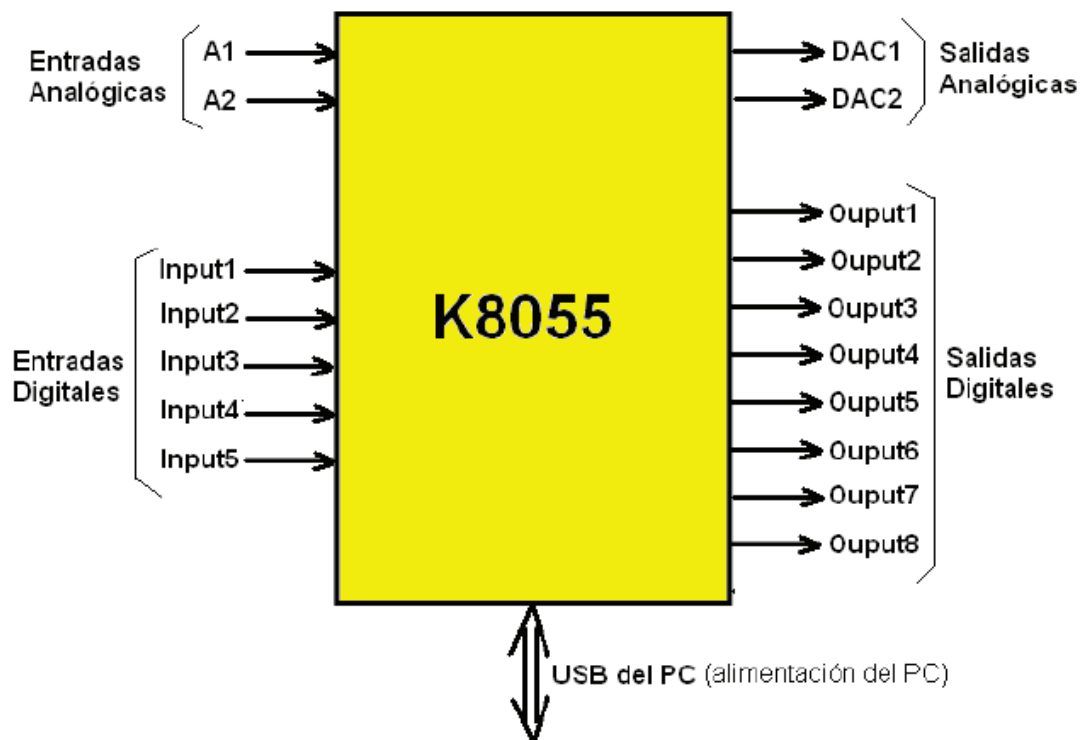 Entradas
Analógicas
A1
A2
Entradas
Digitales
Input1
Input2
Input3
Input4
Input5
K8055
DAC1
DAC2
Salidas
Analógicas
Ouput1
Ouput2
Ouput3
Ouput4
Ouput5
Ouput6
Ouput7
Ouput8
Salidas
Digitales
USB del PC (alimentación del PC)